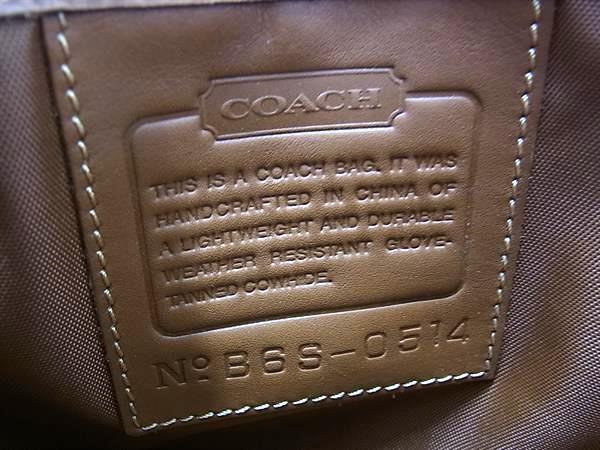 COACH
THIS IS A COACH BAG. IT WAS
HANDCRAFTED IN CHINA OF
A LIGHTWEIGHT AND DURABLE
WEATHER RESISTANT GLOVE-
TANNED COWHIDE.
Nº B6S-0514